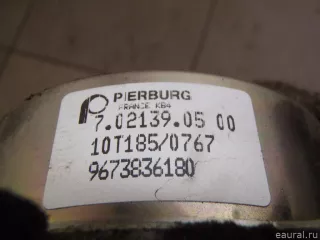 PIERBURG
FRANCE KB4
7.02139.05 00
10T185/0767
9673836180
© eaural.ru